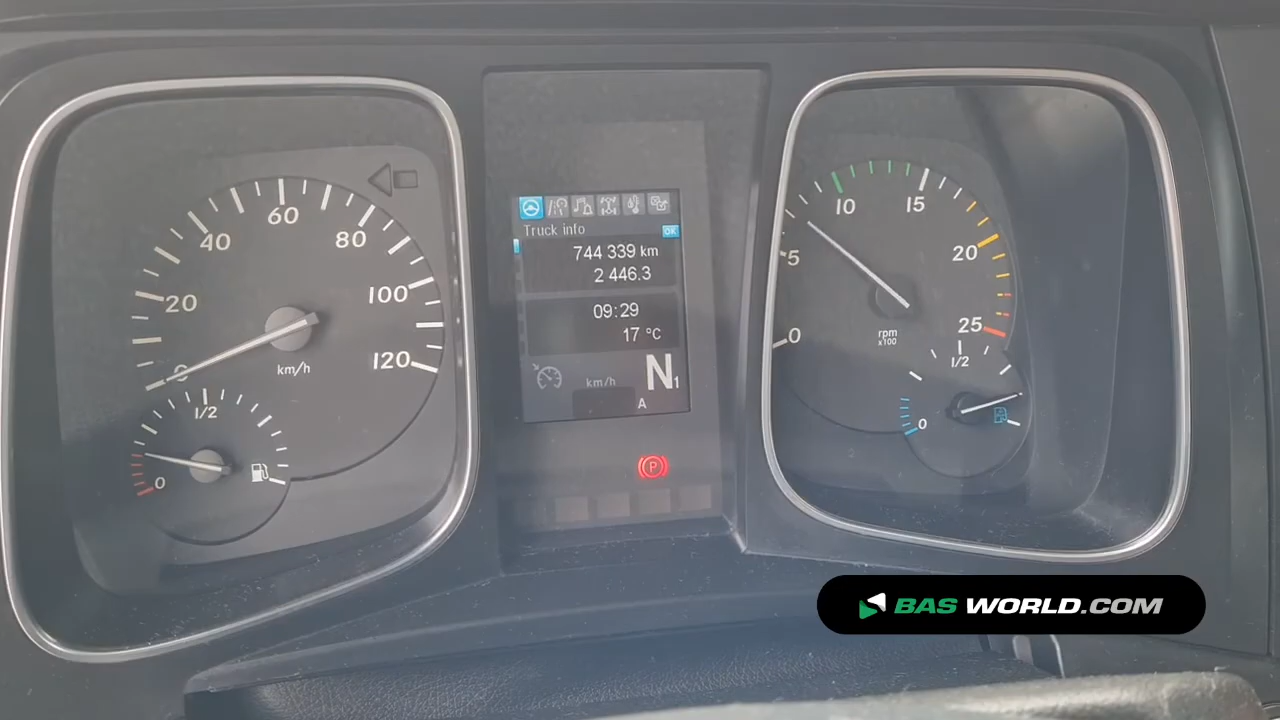 60
40
80
20
100
120
0
km/h
1/2
0
Truck info
OK
744 339 km
2 446.3
09:29
17 °C
km/h
N1
A
P
10
15
5
20
25
0
rpm
x100
1/2
0
BAS WORLD.COM